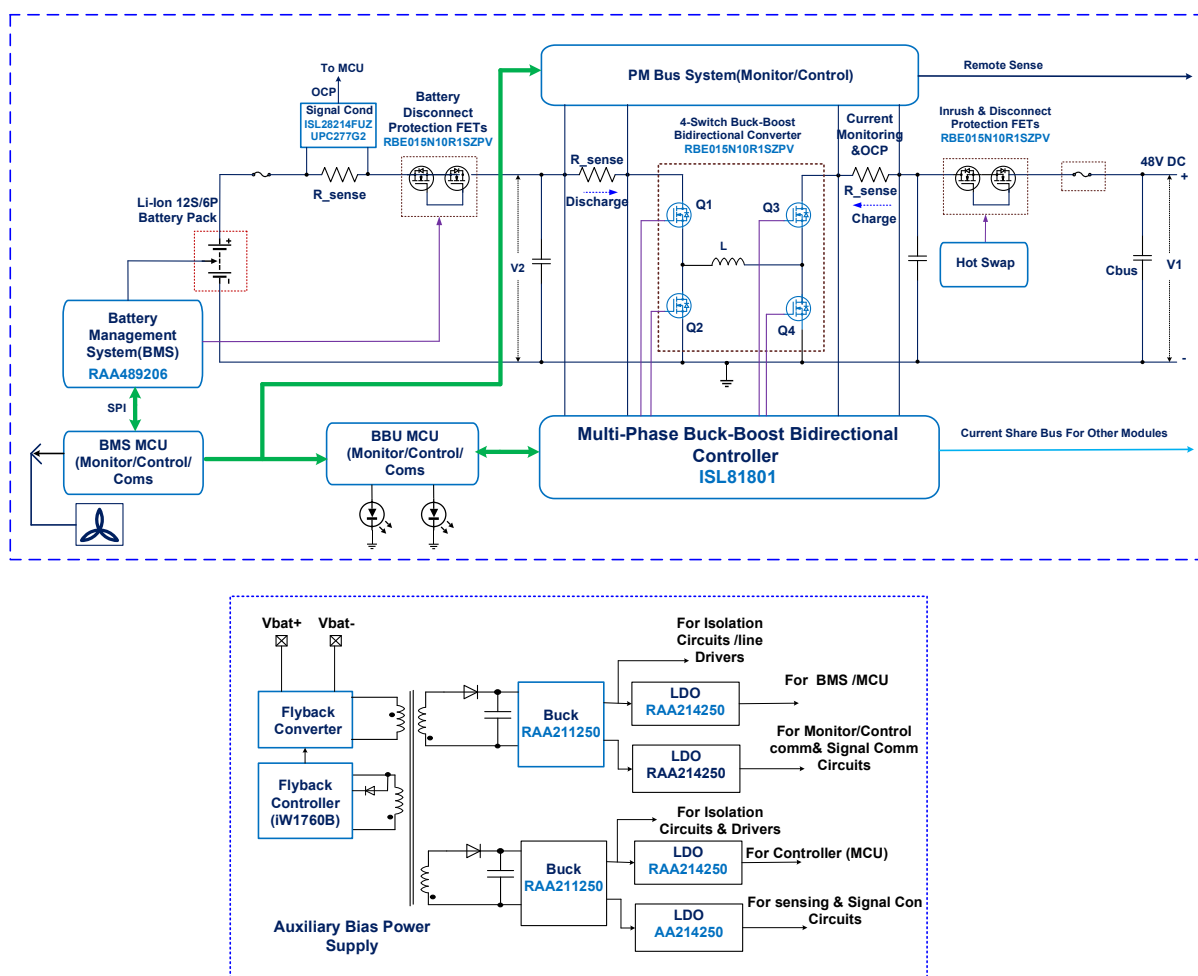 To MCU
OCP
Signal Cond
ISL28214FUZ
UPC277G2
R_sense
Battery
Disconnect
Protection FETs
RBE015N10R1SZPV
PM Bus System(Monitor/Control)
Remote Sense
4-Switch Buck-Boost
Bidirectional Converter
RBE015N10R1SZPV
Current
Monitoring
&OCP
R_sense
Charge
Inrush & Disconnect
Protection FETs
RBE015N10R1SZPV
48V DC
+
R_sense
Discharge
Li-Ion 12S/6P
Battery Pack
+
-
Q1
Q3
L
Q2
Q4
V2
Hot Swap
Cbus
V1
-
Battery
Management
System(BMS)
RAA489206
SPI
BMS MCU
(Monitor/Control/
Coms
BBU MCU
(Monitor/Control/
Coms
Multi-Phase Buck-Boost Bidirectional
Controller
ISL81801
Current Share Bus For Other Modules
Vbat+
Vbat-
Flyback
Converter
Flyback
Controller
(iW1760B)
Buck
RAA211250
For Isolation
Circuits /line
Drivers
LDO
RAA214250
For BMS /MCU
LDO
RAA214250
For Monitor/Control
comm& Signal Comm
Circuits
Buck
RAA211250
For Isolation
Circuits & Drivers
LDO
RAA214250
For Controller (MCU)
LDO
AA214250
For sensing & Signal Con
Circuits
Auxiliary Bias Power
Supply